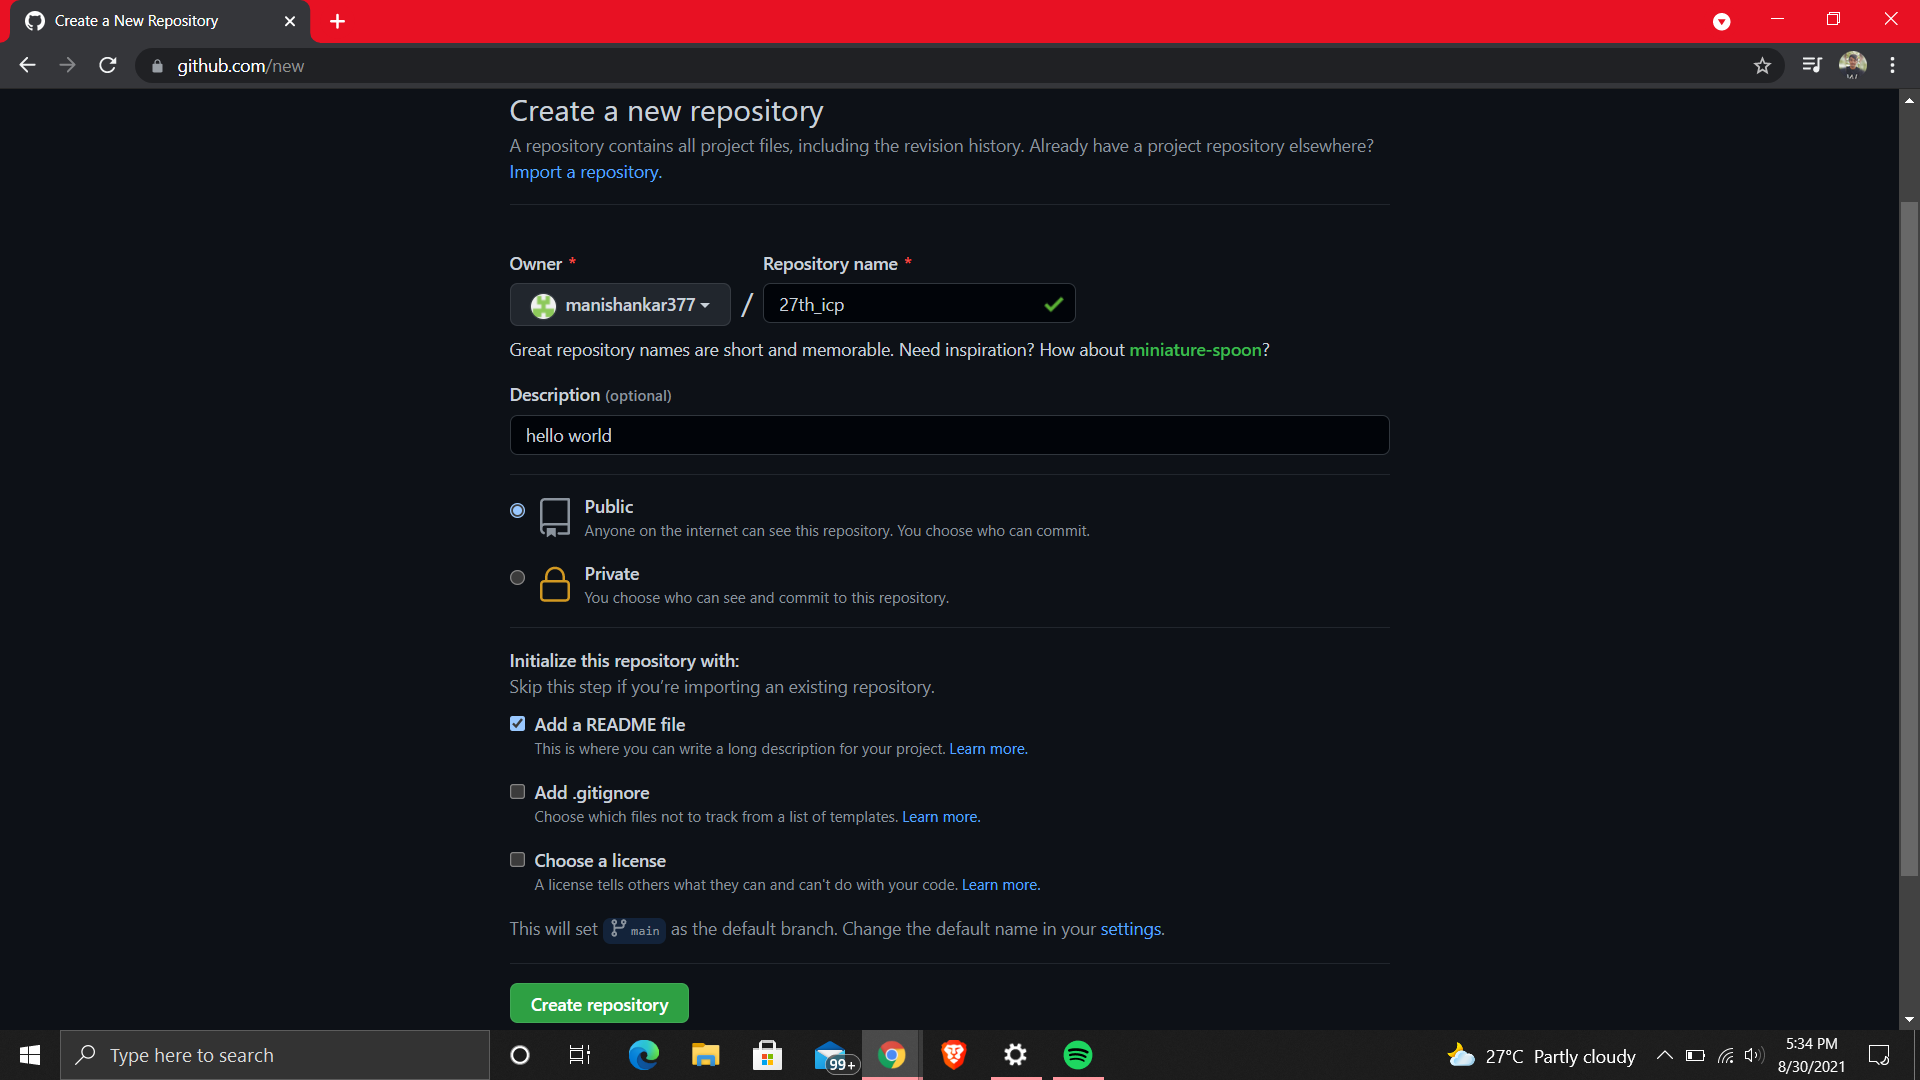 Create a New Repository
github.com/new
Create a new repository
A repository contains all project files, including the revision history. Already have a project repository elsewhere?
Import a repository.
Owner * Repository name *
manishankar377 / 27th_icp
Great repository names are short and memorable. Need inspiration? How about miniature-spoon?
Description (optional)
hello world
Public
Anyone on the internet can see this repository. You choose who can commit.
Private
You choose who can see and commit to this repository.
Initialize this repository with:
Skip this step if you’re importing an existing repository.
Add a README file
This is where you can write a long description for your project. Learn more.
Add .gitignore
Choose which files not to track from a list of templates. Learn more.
Choose a license
A license tells others what they can and can't do with your code. Learn more.
This will set main as the default branch. Change the default name in your settings.
Create repository
Type here to search
99+
27°C Partly cloudy
5:34 PM
8/30/2021